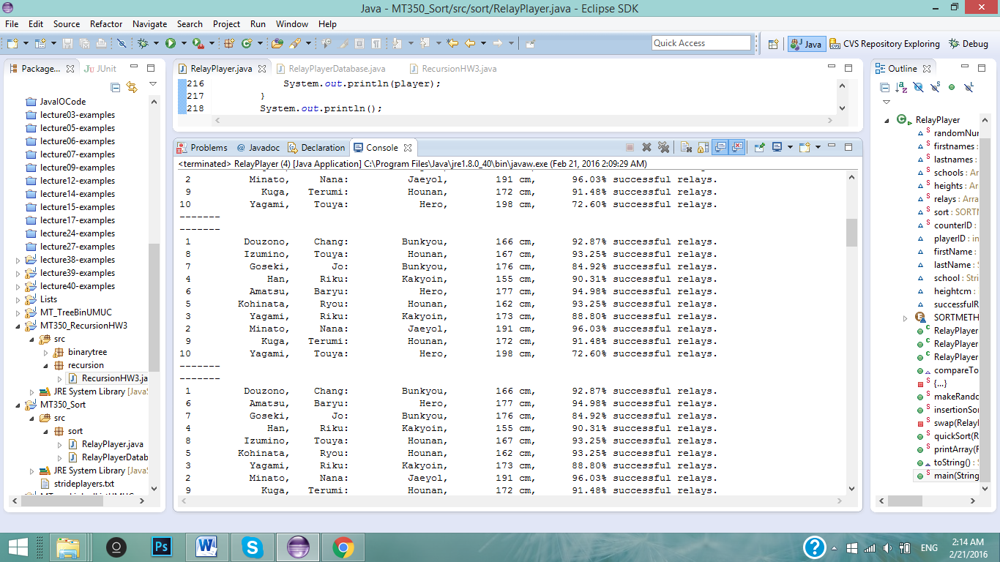 Java - MT350_Sort/src/sort/RelayPlayer.java - Eclipse SDK
File Edit Source Refactor Navigate Search Project Run Window Help
Quick Access
Java
CVS Repository Exploring
Debug
Package...
JUnit
JavaIOCode
lecture03-examples
lecture05-examples
lecture06-examples
lecture07-examples
lecture09-examples
lecture12-examples
lecture14-examples
lecture15-examples
lecture17-examples
lecture24-examples
lecture27-examples
lecture38-examples
lecture39-examples
lecture40-examples
Lists
MT_TreeBinUMUC
MT350_RecursionHW3
src
binarytree
recursion
RecursionHW3.ja
JRE System Library [JavaS
MT350_Sort
src
sort
RelayPlayer.java
RelayPlayerDatab
JRE System Library [JavaS
strideplayers.txt
RelayPlayer.java RelayPlayerDatabase.java RecursionHW3.java
216 System.out.println(player);
217 }
218 System.out.println();
Problems @ Javadoc Declaration Console
<terminated> RelayPlayer (4) [Java Application] C:\Program Files\Java\jre1.8.0_40\bin\javaw.exe (Feb 21, 2016 2:09:29 AM)
2 Minato, Nana: Jaeyol, 191 cm, 96.03% successful relays.
9 Kuga, Terumi: Hounan, 172 cm, 91.48% successful relays.
10 Yagami, Touya: Hero, 198 cm, 72.60% successful relays.
-------
-------
1 Douzono, Chang: Bunkyou, 166 cm, 92.87% successful relays.
8 Izumino, Touya: Hounan, 167 cm, 93.25% successful relays.
7 Goseki, Jo: Bunkyou, 176 cm, 84.92% successful relays.
4 Han, Riku: Kakyoin, 155 cm, 90.31% successful relays.
6 Amatsu, Baryu: Hero, 177 cm, 94.98% successful relays.
5 Kohinata, Ryou: Hounan, 162 cm, 93.25% successful relays.
3 Yagami, Riku: Kakyoin, 173 cm, 88.80% successful relays.
2 Minato, Nana: Jaeyol, 191 cm, 96.03% successful relays.
9 Kuga, Terumi: Hounan, 172 cm, 91.48% successful relays.
10 Yagami, Touya: Hero, 198 cm, 72.60% successful relays.
-------
-------
1 Douzono, Chang: Bunkyou, 166 cm, 92.87% successful relays.
6 Amatsu, Baryu: Hero, 177 cm, 94.98% successful relays.
7 Goseki, Jo: Bunkyou, 176 cm, 84.92% successful relays.
4 Han, Riku: Kakyoin, 155 cm, 90.31% successful relays.
8 Izumino, Touya: Hounan, 167 cm, 93.25% successful relays.
5 Kohinata, Ryou: Hounan, 162 cm, 93.25% successful relays.
3 Yagami, Riku: Kakyoin, 173 cm, 88.80% successful relays.
2 Minato, Nana: Jaeyol, 191 cm, 96.03% successful relays.
9 Kuga, Terumi: Hounan, 172 cm, 91.48% successful relays.
Outline
RelayPlayer
randomNur
firstnames :
lastnames :
schools : Ar
heights : Ar
relays : Arra
sort : SORTM
counterID :
playerID : in
firstName :
lastName : S
school : Stri
heightcm :
successfulR
SORTMETH
RelayPlayer
RelayPlayer
RelayPlayer
compareTo
{...}
makeRando
insertionSor
swap(Relay
quickSort(R
printArray(R
toString() : S
main(String
Ps
ENG
2:14 AM
2/21/2016